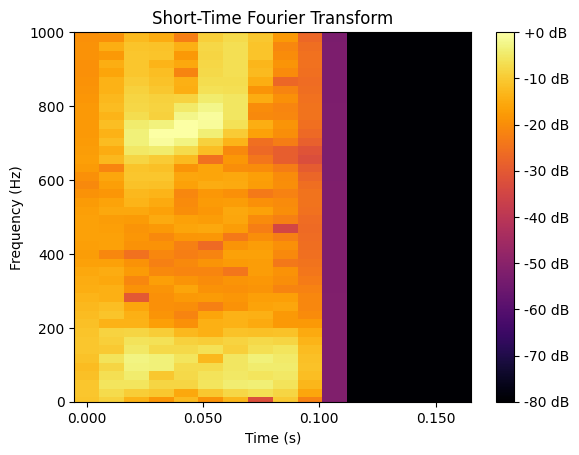 Short-Time Fourier Transform
1000
800
600
400
200
0
Frequency (Hz)
0.000
0.050
0.100
0.150
Time (s)
+0 dB
-10 dB
-20 dB
-30 dB
-40 dB
-50 dB
-60 dB
-70 dB
-80 dB